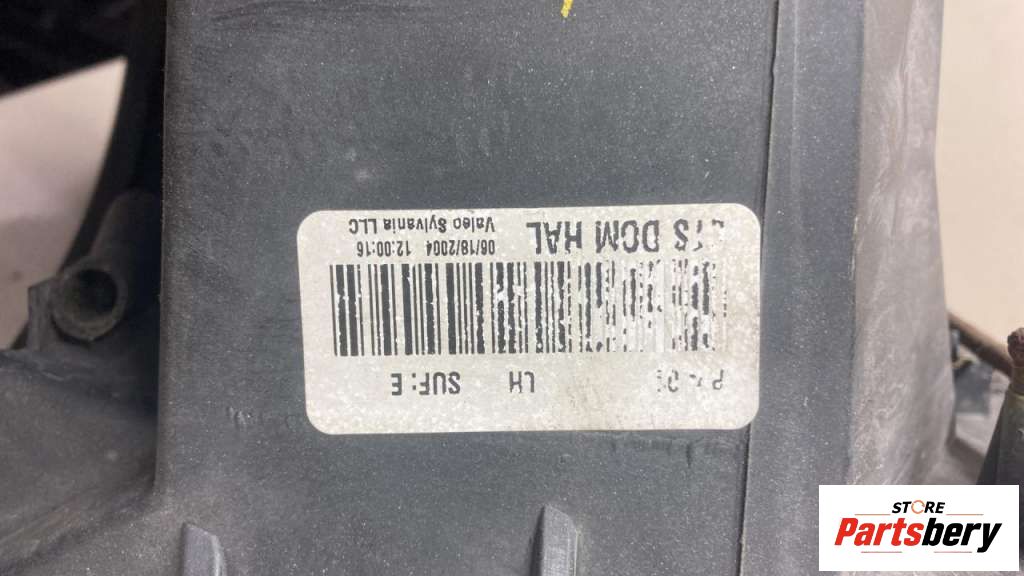 LH SUF: E
DOM HAL
06/18/2004 12:00:16
Valeo Sylvania LLC
STORE
Partsbery